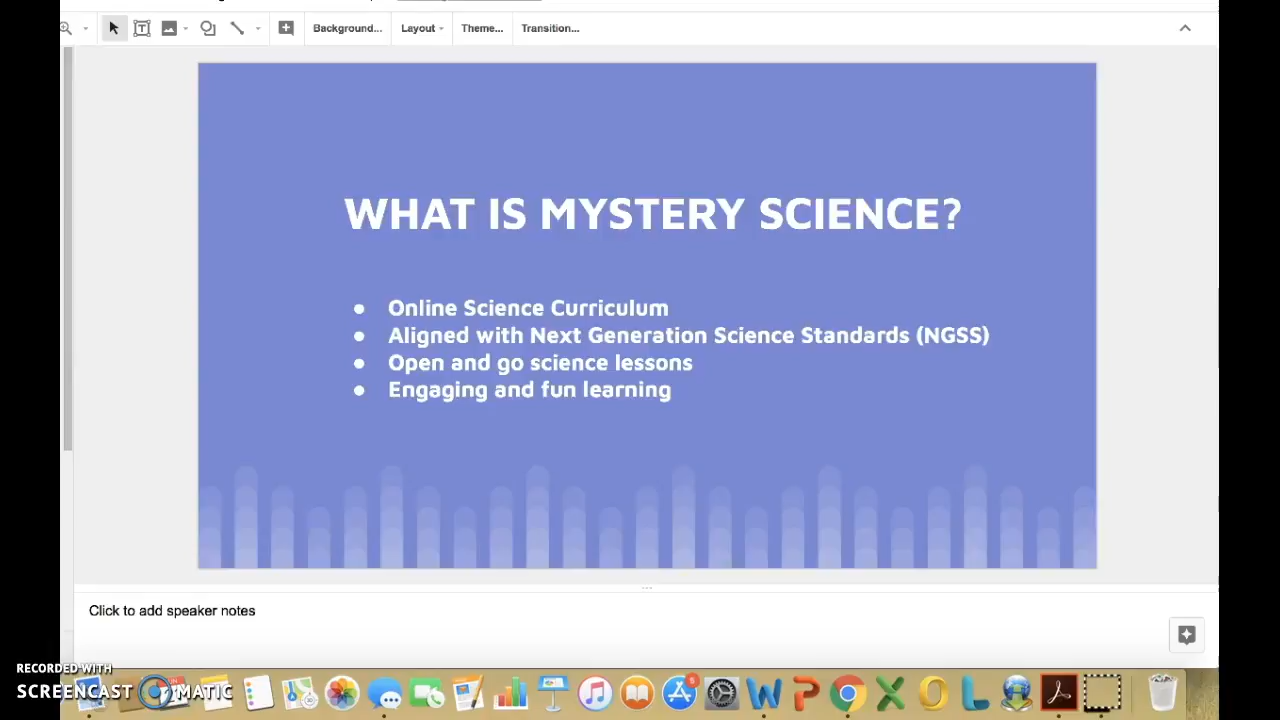 Background...
Layout
Theme...
Transition...
WHAT IS MYSTERY SCIENCE?
● Online Science Curriculum
● Aligned with Next Generation Science Standards (NGSS)
● Open and go science lessons
● Engaging and fun learning
Click to add speaker notes
RECORDED WITH
SCREENCAST MATIC